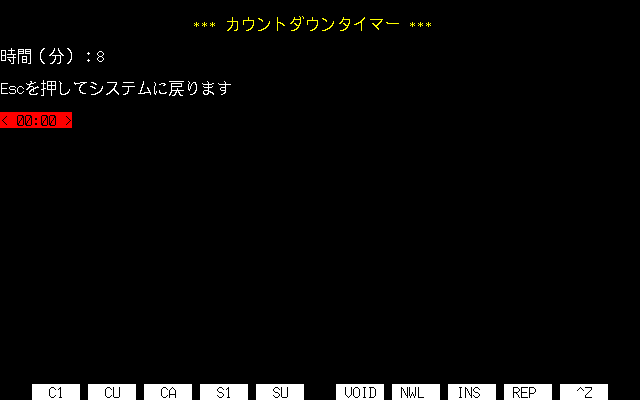 *** カウントダウンタイマー ***
時間（分）：8
Escを押してシステムに戻ります
< 00:00 >
C1 CU CA S1 SU VOID NWL INS REP ^Z